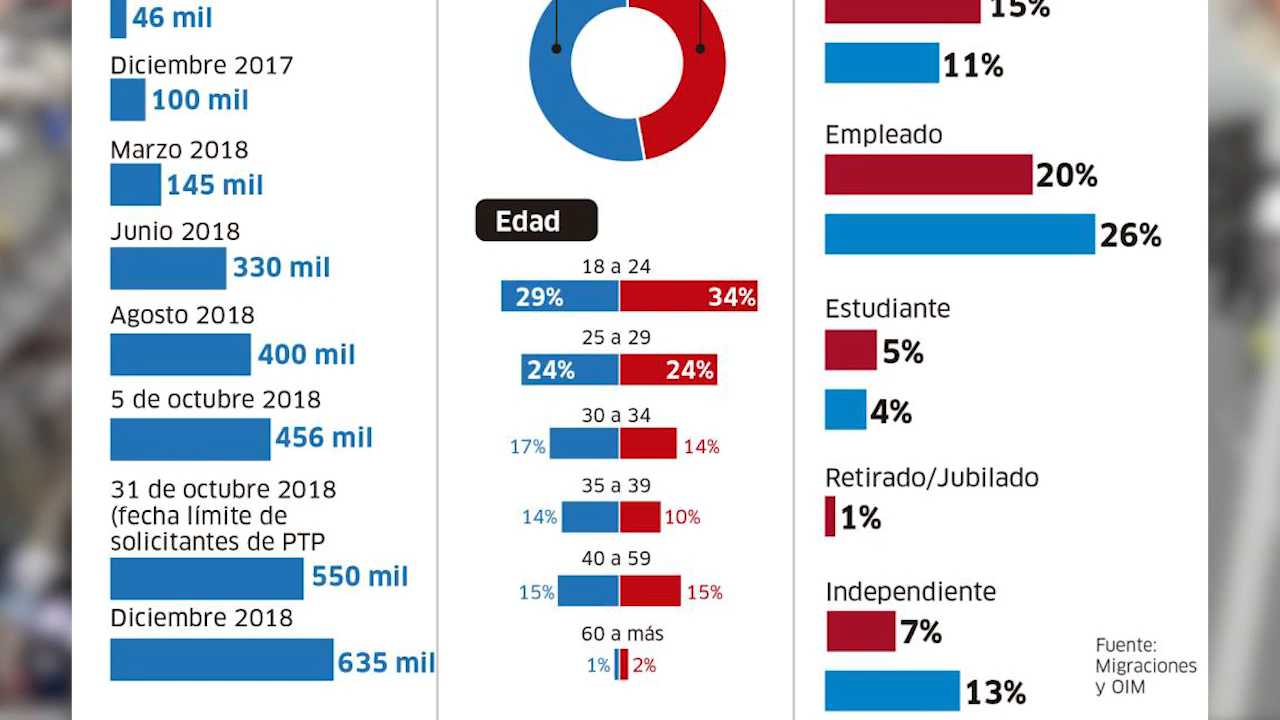 46 mil
Diciembre 2017
100 mil
Marzo 2018
145 mil
Junio 2018
330 mil
Agosto 2018
400 mil
5 de octubre 2018
456 mil
31 de octubre 2018
(fecha límite de
solicitantes de PTP
550 mil
Diciembre 2018
635 mil
Edad
18 a 24
29% 34%
25 a 29
24% 24%
30 a 34
17% 14%
35 a 39
14% 10%
40 a 59
15% 15%
60 a más
1% 2%
15%
11%
Empleado
20%
26%
Estudiante
5%
4%
Retirado/Jubilado
1%
Independiente
7%
13%
Fuente:
Migraciones
y OIM